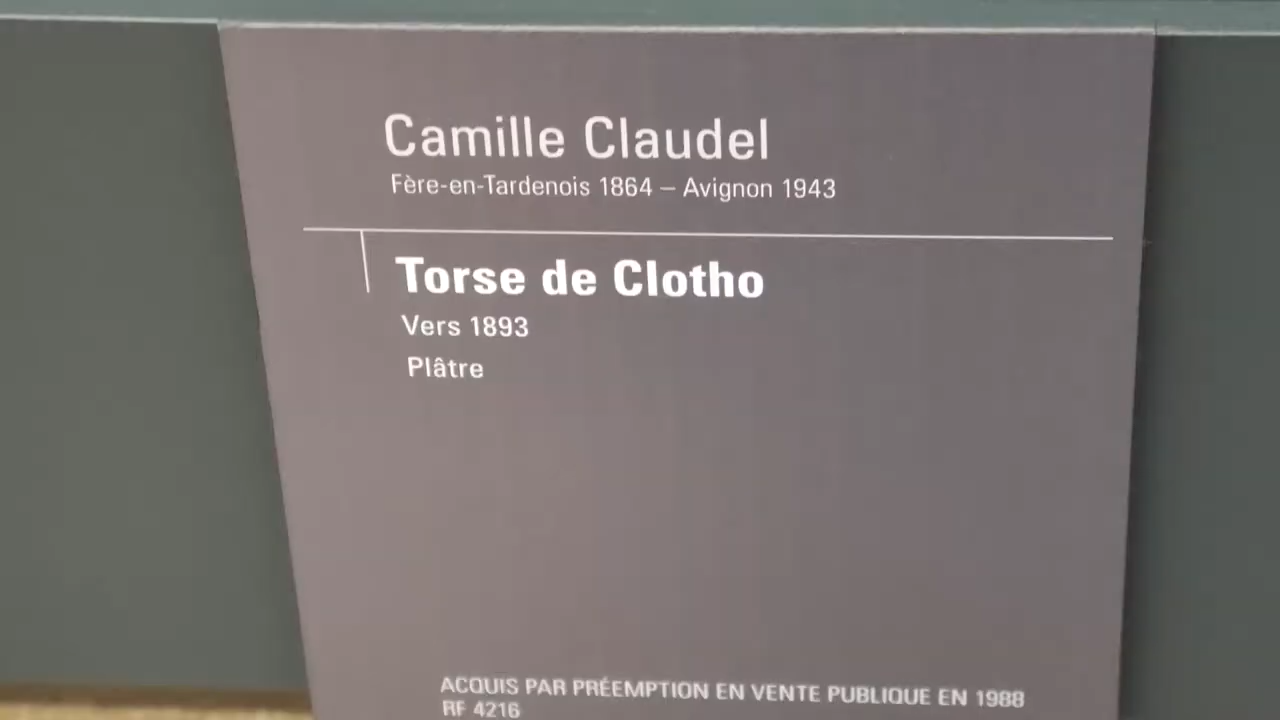 Camille Claudel
Fère-en-Tardenois 1864 – Avignon 1943
Torse de Clotho
Vers 1893
Plâtre
ACQUIS PAR PRÉEMPTION EN VENTE PUBLIQUE EN 1988
RF 4216